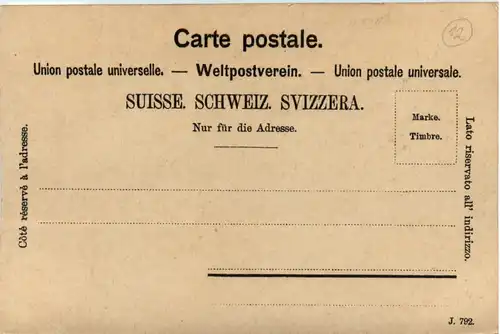 Carte postale.
22
Union postale universelle. — Weltpostverein. — Union postale universale.
SUISSE. SCHWEIZ. SVIZZERA.
Nur für die Adresse.
Marke.
Timbre.
Côté réservé à l'adresse.
Lato riservato all' indirizzo.
J. 792.